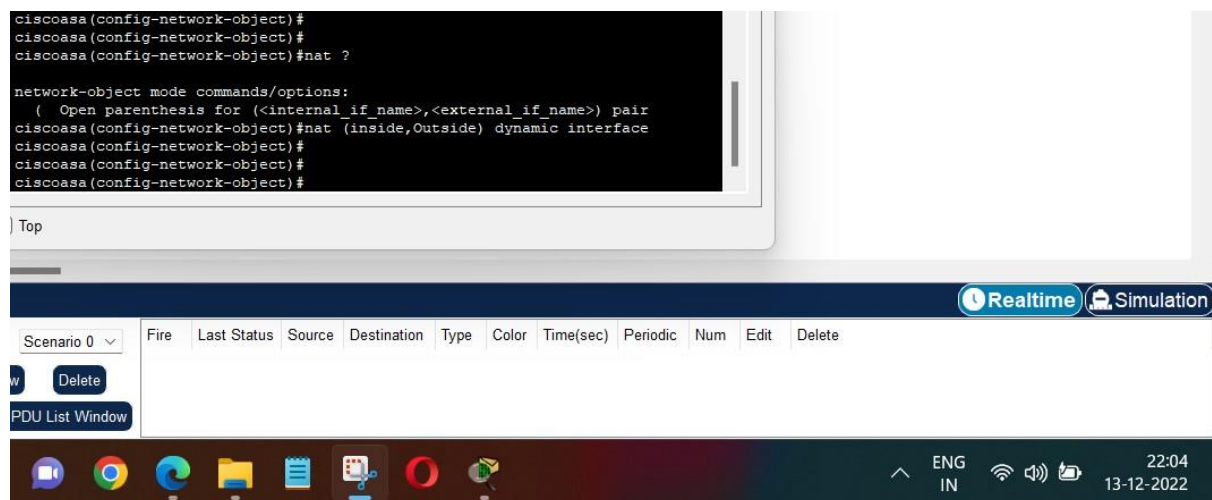 ciscoasa(config-network-object)#
ciscoasa(config-network-object)#
ciscoasa(config-network-object)#nat ?
network-object mode commands/options:
( Open parenthesis for (<internal_if_name>,<external_if_name>) pair
ciscoasa(config-network-object)#nat (inside,Outside) dynamic interface
ciscoasa(config-network-object)#
ciscoasa(config-network-object)#
ciscoasa(config-network-object)#
Top
Realtime Simulation
Scenario 0 Fire Last Status Source Destination Type Color Time(sec) Periodic Num Edit Delete
w Delete
PDU List Window
ENG 22:04
IN 13-12-2022